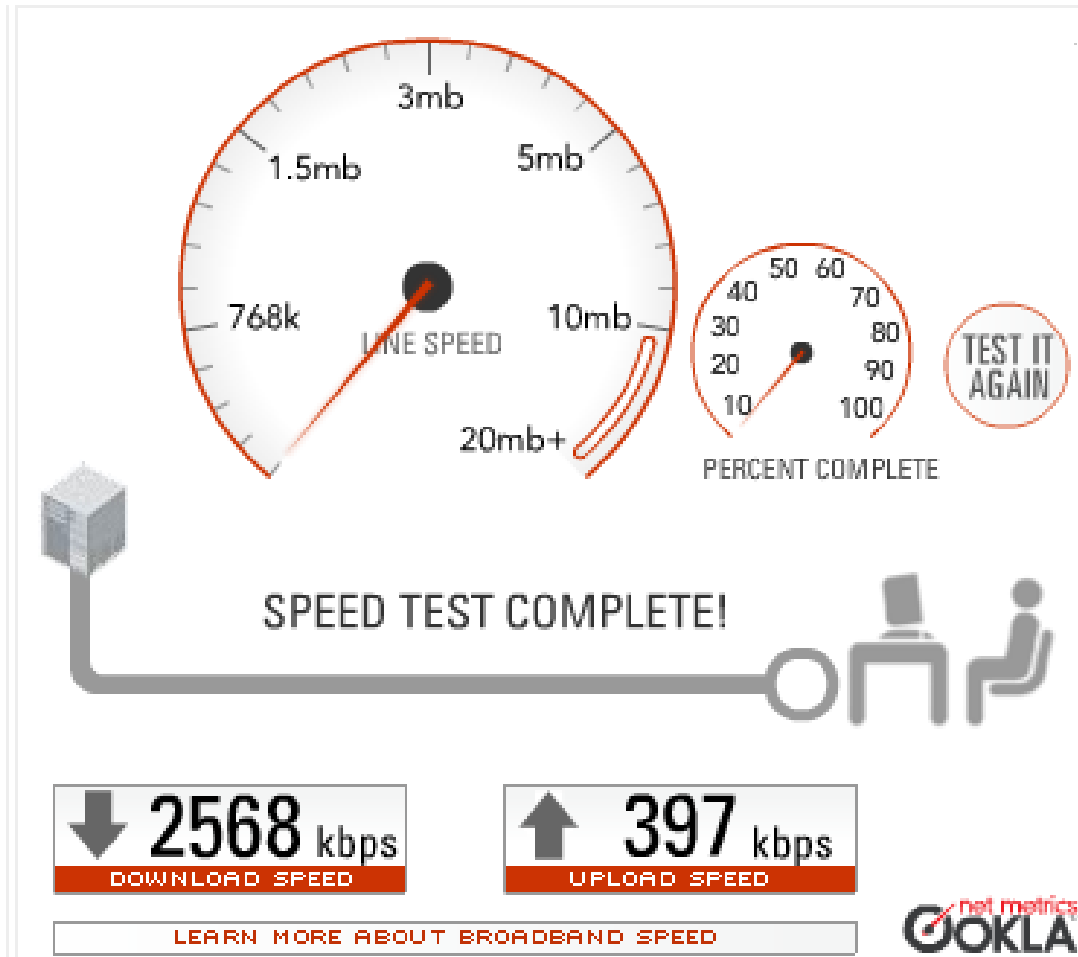 3mb
1.5mb
5mb
768k
10mb
LINE SPEED
20mb+
50 60
40
70
30
80
20
90
10
100
PERCENT COMPLETE
TEST IT
AGAIN
SPEED TEST COMPLETE!
2568 kbps
DOWNLOAD SPEED
397 kbps
UPLOAD SPEED
LEARN MORE ABOUT BROADBAND SPEED
net metrics
OOKLA